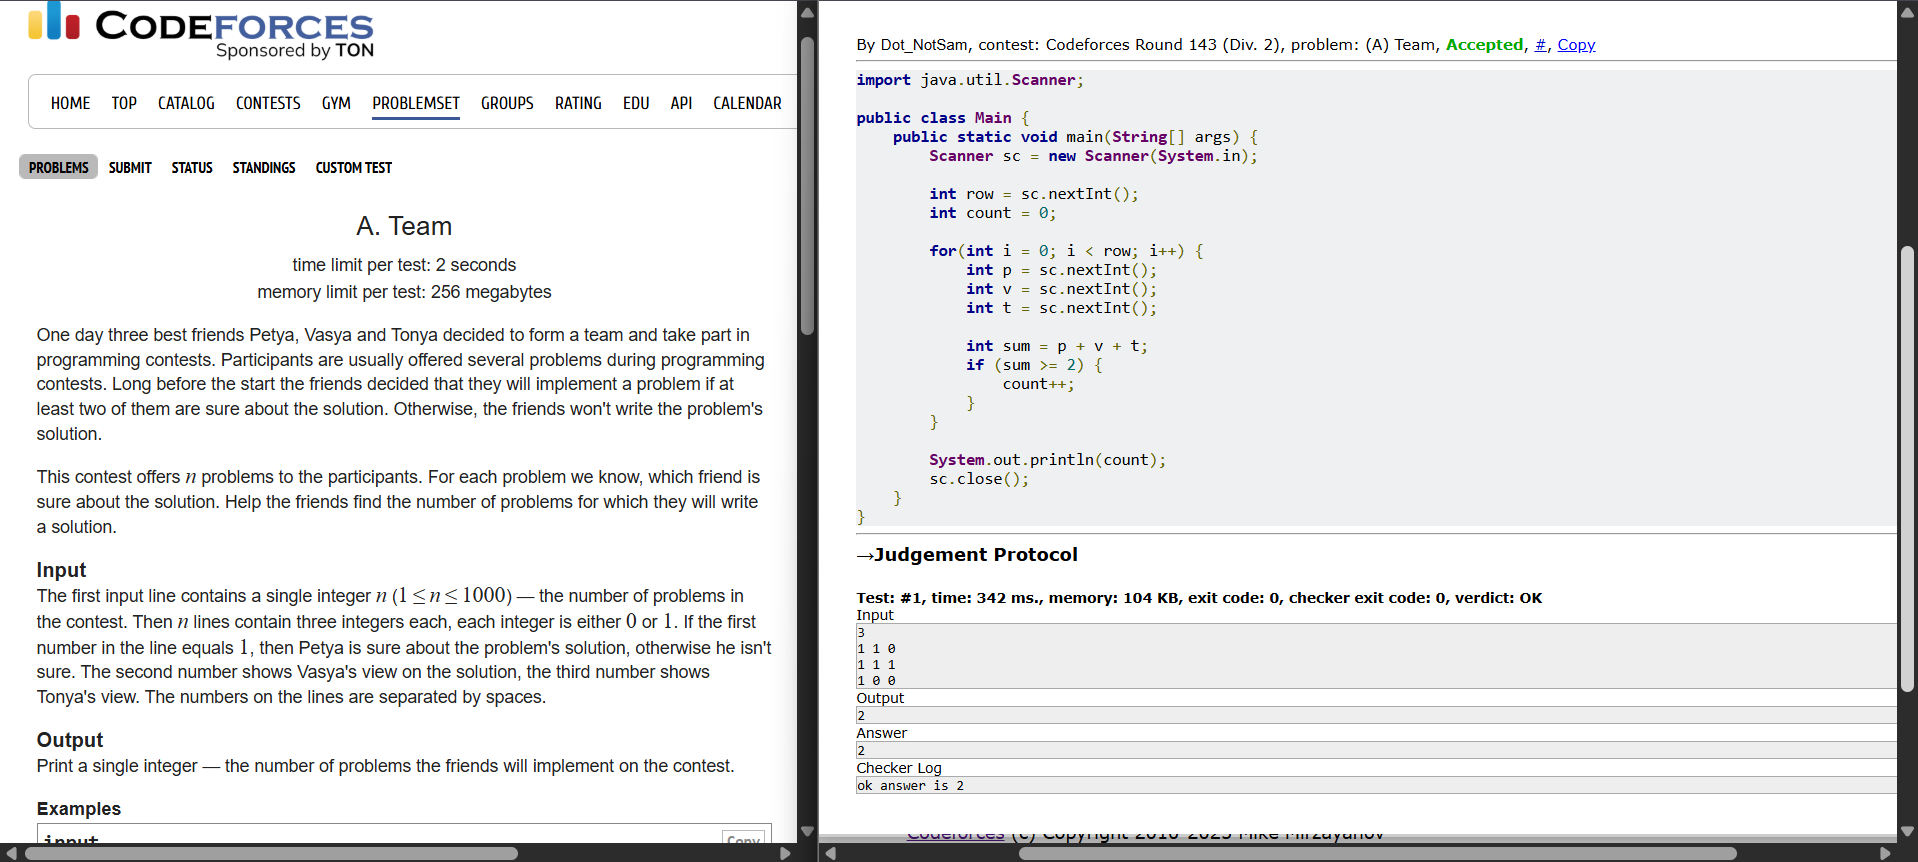 CODEFORCES
Sponsored by TON
HOME TOP CATALOG CONTESTS GYM PROBLEMSET GROUPS RATING EDU API CALENDAR
PROBLEMS SUBMIT STATUS STANDINGS CUSTOM TEST
A. Team
time limit per test: 2 seconds
memory limit per test: 256 megabytes
One day three best friends Petya, Vasya and Tonya decided to form a team and take part in
programming contests. Participants are usually offered several problems during programming
contests. Long before the start the friends decided that they will implement a problem if at
least two of them are sure about the solution. Otherwise, the friends won't write the problem's
solution.
This contest offers n problems to the participants. For each problem we know, which friend is
sure about the solution. Help the friends find the number of problems for which they will write
a solution.
Input
The first input line contains a single integer n (1 ≤ n ≤ 1000) — the number of problems in
the contest. Then n lines contain three integers each, each integer is either 0 or 1. If the first
number in the line equals 1, then Petya is sure about the problem's solution, otherwise he isn't
sure. The second number shows Vasya's view on the solution, the third number shows
Tonya's view. The numbers on the lines are separated by spaces.
Output
Print a single integer — the number of problems the friends will implement on the contest.
Examples
input
Copy
By Dot_NotSam, contest: Codeforces Round 143 (Div. 2), problem: (A) Team, Accepted, #, Copy
import java.util.Scanner;
public class Main {
    public static void main(String[] args) {
        Scanner sc = new Scanner(System.in);
        int row = sc.nextInt();
        int count = 0;
        for(int i = 0; i < row; i++) {
            int p = sc.nextInt();
            int v = sc.nextInt();
            int t = sc.nextInt();
            int sum = p + v + t;
            if (sum >= 2) {
                count++;
            }
        }
        System.out.println(count);
        sc.close();
    }
}
→Judgement Protocol
Test: #1, time: 342 ms., memory: 104 KB, exit code: 0, checker exit code: 0, verdict: OK
Input
3
1 1 0
1 1 1
1 0 0
Output
2
Answer
2
Checker Log
ok answer is 2
Codeforces (c) Copyright 2010-2025 Mike Mirzayanov